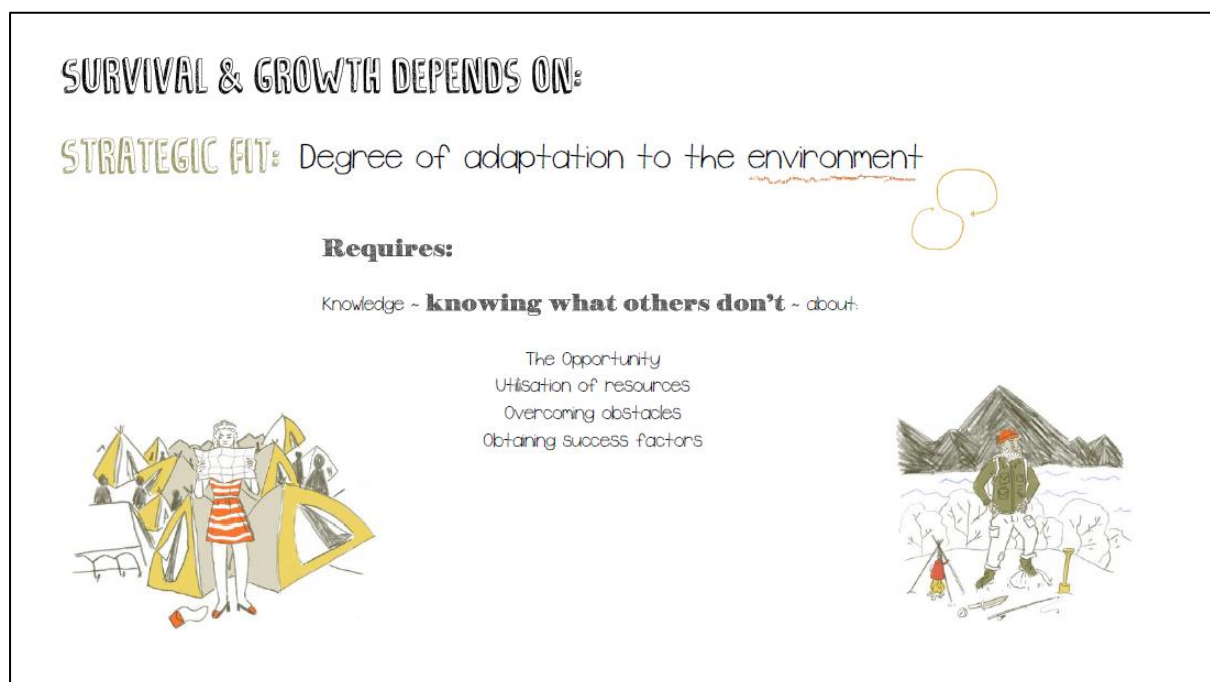 SURVIVAL & GROWTH DEPENDS ON:
STRATEGIC FIT: Degree of adaptation to the environment
Requires:
Knowledge ~ knowing what others don't ~ about:
The Opportunity
Utilisation of resources
Overcoming obstacles
Obtaining success factors